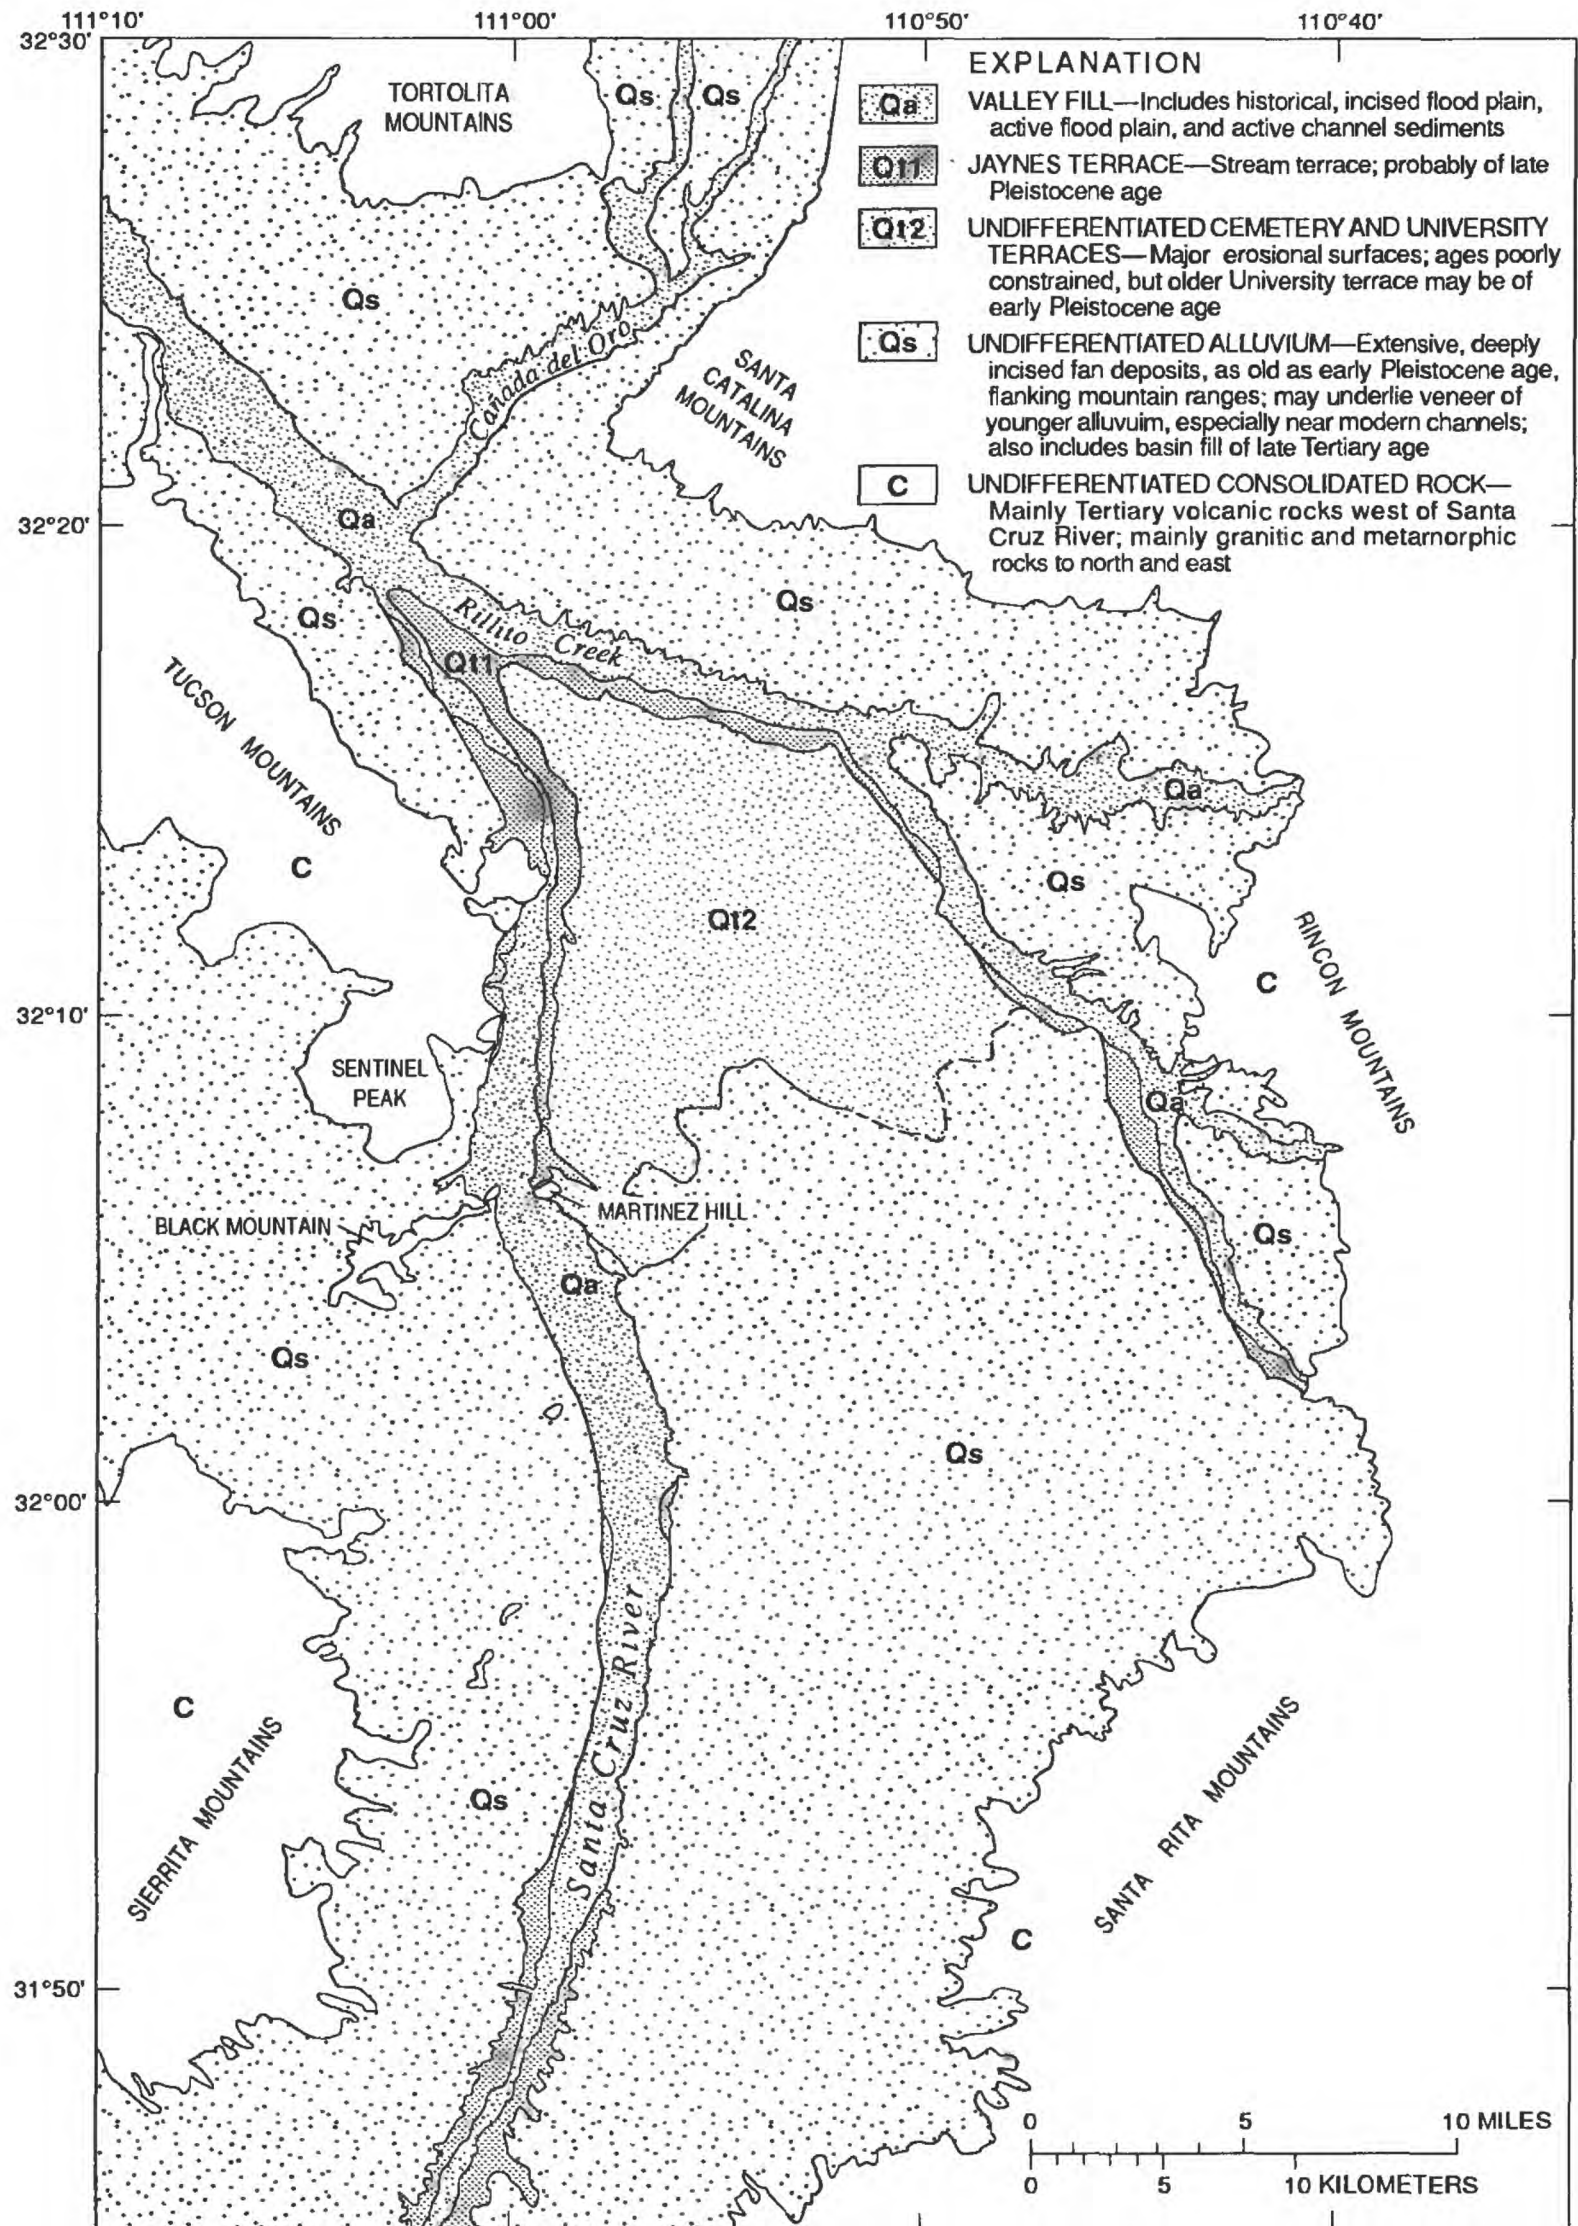 111°10'
111°00'
110°50'
110°40'
32°30'
EXPLANATION
Qa
VALLEY FILL—Includes historical, incised flood plain,
active flood plain, and active channel sediments
Qt1
JAYNES TERRACE—Stream terrace; probably of late
Pleistocene age
Qt2
UNDIFFERENTIATED CEMETERY AND UNIVERSITY
TERRACES—Major erosional surfaces; ages poorly
constrained, but older University terrace may be of
early Pleistocene age
Qs
UNDIFFERENTIATED ALLUVIUM—Extensive, deeply
incised fan deposits, as old as early Pleistocene age,
flanking mountain ranges; may underlie veneer of
younger alluvuim, especially near modern channels;
also includes basin fill of late Tertiary age
C
UNDIFFERENTIATED CONSOLIDATED ROCK—
Mainly Tertiary volcanic rocks west of Santa
Cruz River; mainly granitic and metamorphic
rocks to north and east
TORTOLITA
MOUNTAINS
Qs
Qs
Qs
Cañada del Oro
SANTA
CATALINA
MOUNTAINS
32°20'
Qa
Qs
Qs
Rillito Creek
Qt1
TUCSON MOUNTAINS
Qa
C
Qs
Qt2
RINCON MOUNTAINS
C
32°10'
SENTINEL
PEAK
Qa
MARTINEZ HILL
BLACK MOUNTAIN
Qs
Qa
Qs
Qs
32°00'
Santa Cruz River
C
SIERRITA MOUNTAINS
Qs
SANTA RITA MOUNTAINS
C
31°50'
0 5 10 MILES
0 5 10 KILOMETERS